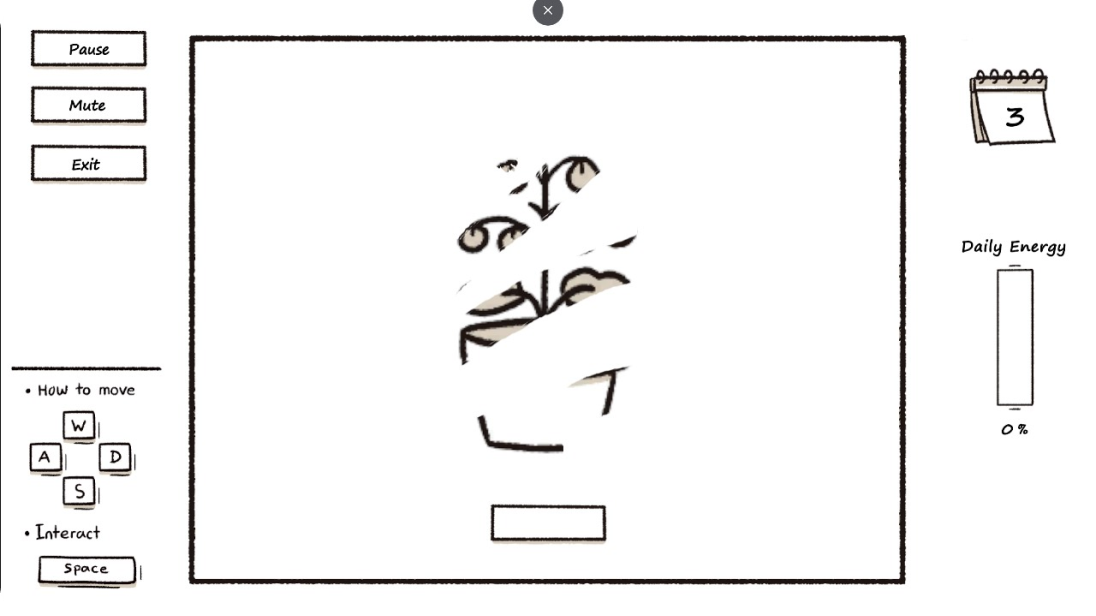 Pause
Mute
Exit
3
Daily Energy
0 %
• How to move
W
A D
S
• Interact
Space